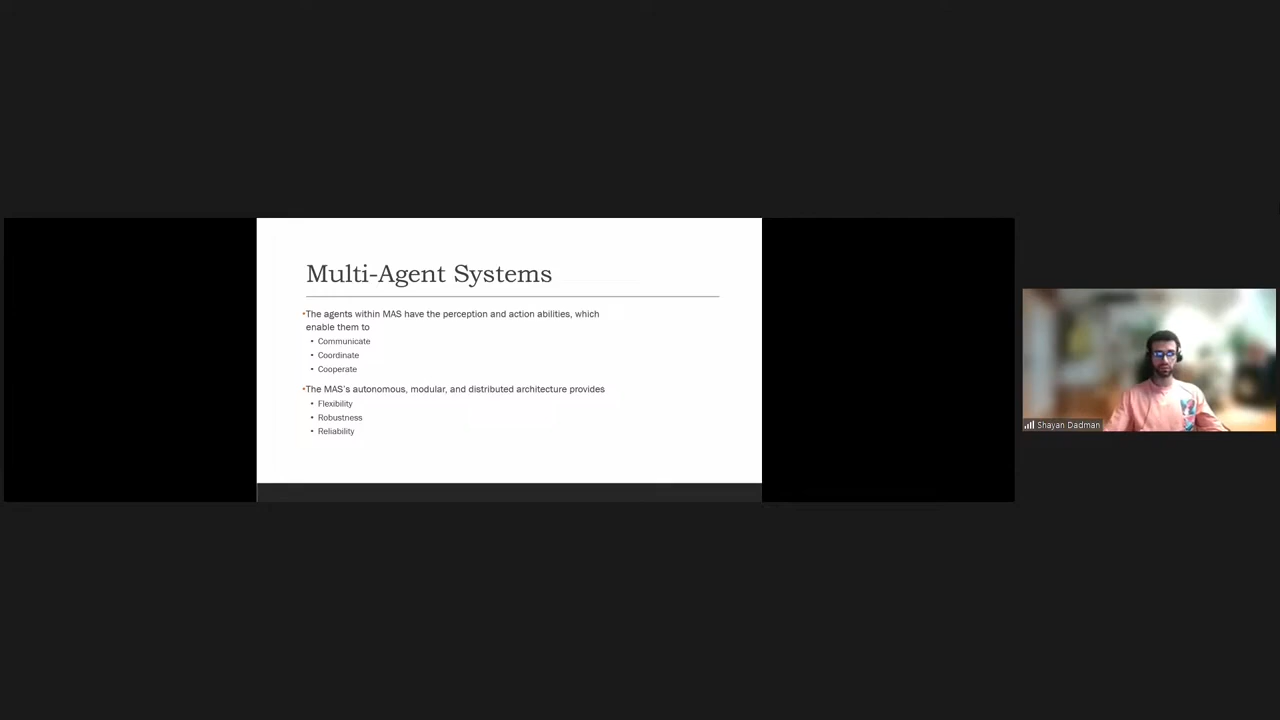 Multi-Agent Systems
•The agents within MAS have the perception and action abilities, which
enable them to
• Communicate
• Coordinate
• Cooperate
•The MAS's autonomous, modular, and distributed architecture provides
• Flexibility
• Robustness
• Reliability
Shayan Dadman